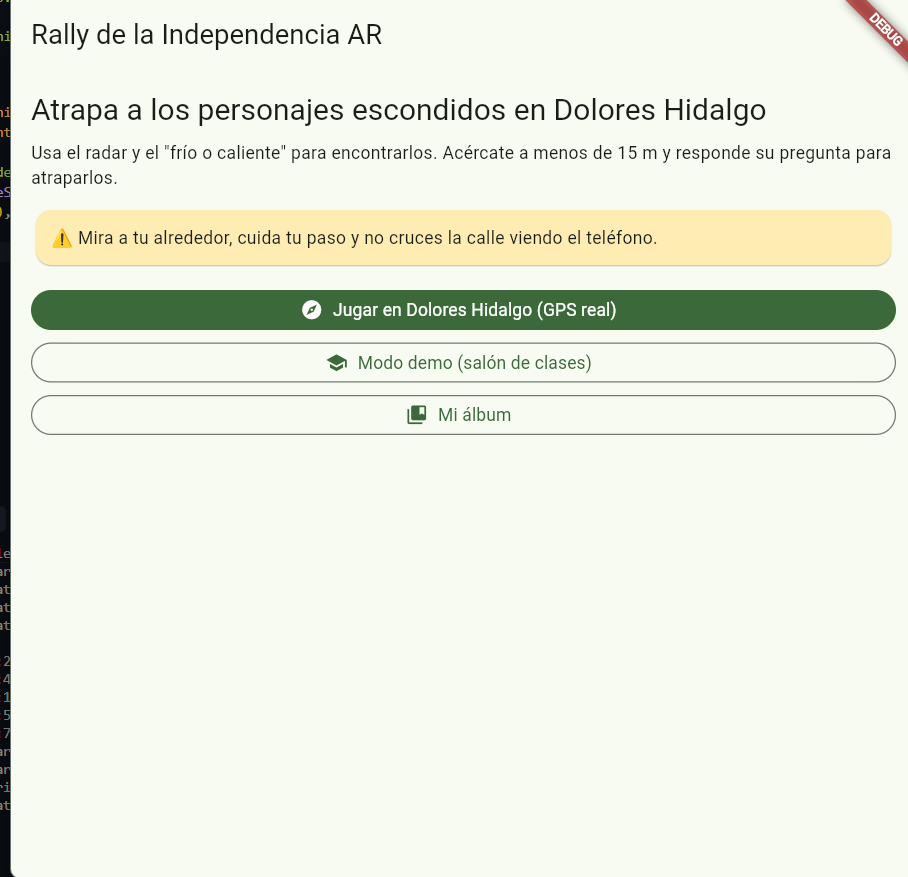 Rally de la Independencia AR
DEBUG
Atrapa a los personajes escondidos en Dolores Hidalgo
Usa el radar y el "frío o caliente" para encontrarlos. Acércate a menos de 15 m y responde su pregunta para
atraparlos.
⚠️ Mira a tu alrededor, cuida tu paso y no cruces la calle viendo el teléfono.
Jugar en Dolores Hidalgo (GPS real)
Modo demo (salón de clases)
Mi álbum